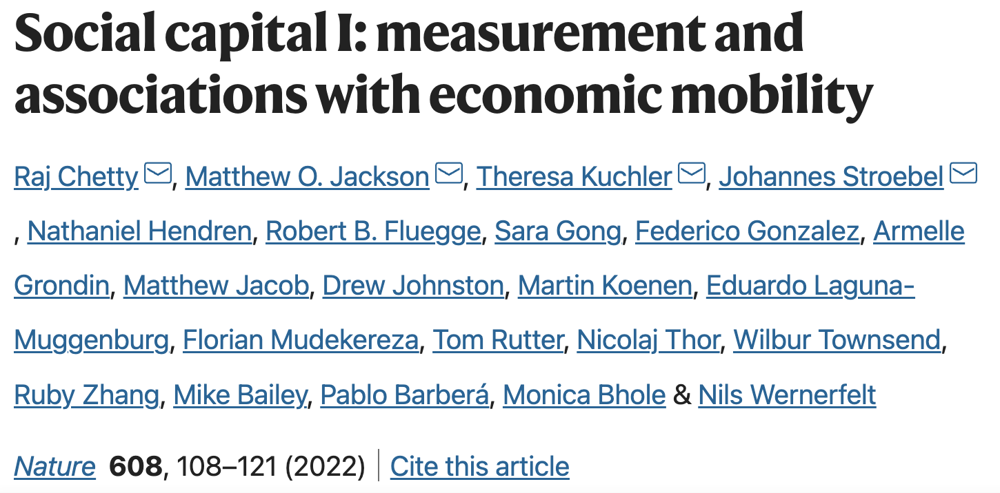 Social capital I: measurement and
associations with economic mobility
Raj Chetty, Matthew O. Jackson, Theresa Kuchler, Johannes Stroebel
, Nathaniel Hendren, Robert B. Fluegge, Sara Gong, Federico Gonzalez, Armelle
Grondin, Matthew Jacob, Drew Johnston, Martin Koenen, Eduardo Laguna-
Muggenburg, Florian Mudekereza, Tom Rutter, Nicolaj Thor, Wilbur Townsend,
Ruby Zhang, Mike Bailey, Pablo Barberá, Monica Bhole & Nils Wernerfelt
Nature 608, 108–121 (2022) | Cite this article